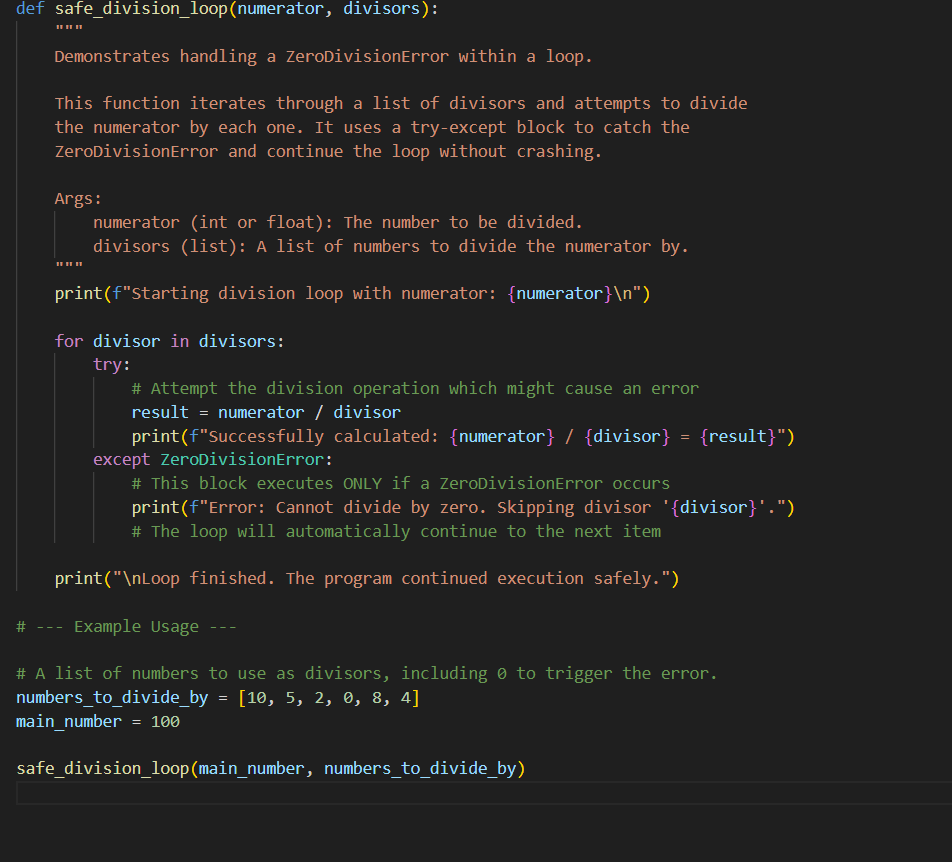 def safe_division_loop(numerator, divisors):
    """
    Demonstrates handling a ZeroDivisionError within a loop.

    This function iterates through a list of divisors and attempts to divide
    the numerator by each one. It uses a try-except block to catch the
    ZeroDivisionError and continue the loop without crashing.

    Args:
        numerator (int or float): The number to be divided.
        divisors (list): A list of numbers to divide the numerator by.
    """
    print(f"Starting division loop with numerator: {numerator}\n")

    for divisor in divisors:
        try:
            # Attempt the division operation which might cause an error
            result = numerator / divisor
            print(f"Successfully calculated: {numerator} / {divisor} = {result}")
        except ZeroDivisionError:
            # This block executes ONLY if a ZeroDivisionError occurs
            print(f"Error: Cannot divide by zero. Skipping divisor '{divisor}'.")
            # The loop will automatically continue to the next item

    print("\nLoop finished. The program continued execution safely.")

# --- Example Usage ---

# A list of numbers to use as divisors, including 0 to trigger the error.
numbers_to_divide_by = [10, 5, 2, 0, 8, 4]
main_number = 100

safe_division_loop(main_number, numbers_to_divide_by)